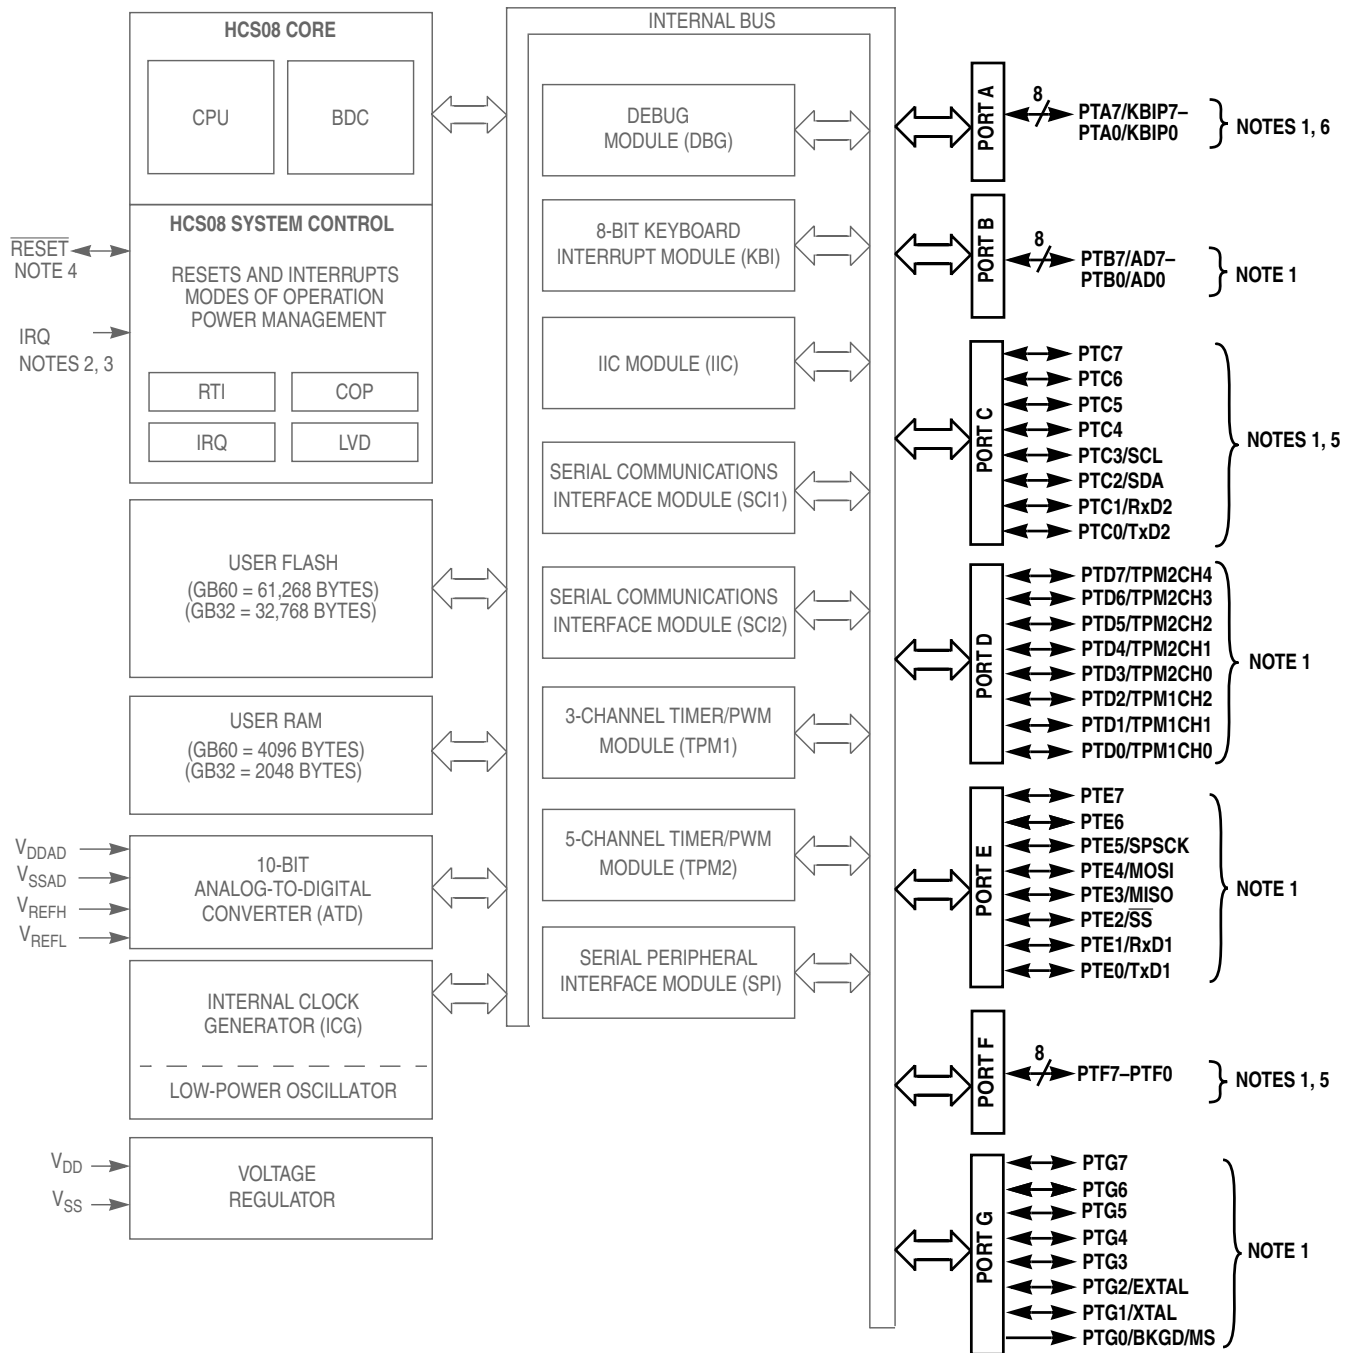 HCS08 CORE
CPU
BDC
HCS08 SYSTEM CONTROL
RESETS AND INTERRUPTS
MODES OF OPERATION
POWER MANAGEMENT
RTI
COP
IRQ
LVD
RESET
NOTE 4
IRQ
NOTES 2, 3
USER FLASH
(GB60 = 61,268 BYTES)
(GB32 = 32,768 BYTES)
USER RAM
(GB60 = 4096 BYTES)
(GB32 = 2048 BYTES)
VDDAD
VSSAD
VREFH
VREFL
10-BIT
ANALOG-TO-DIGITAL
CONVERTER (ATD)
INTERNAL CLOCK
GENERATOR (ICG)
LOW-POWER OSCILLATOR
VDD
VSS
VOLTAGE
REGULATOR
INTERNAL BUS
DEBUG
MODULE (DBG)
8-BIT KEYBOARD
INTERRUPT MODULE (KBI)
IIC MODULE (IIC)
SERIAL COMMUNICATIONS
INTERFACE MODULE (SCI1)
SERIAL COMMUNICATIONS
INTERFACE MODULE (SCI2)
3-CHANNEL TIMER/PWM
MODULE (TPM1)
5-CHANNEL TIMER/PWM
MODULE (TPM2)
SERIAL PERIPHERAL
INTERFACE MODULE (SPI)
PORT A
8
PTA7/KBIP7–
PTA0/KBIP0
NOTES 1, 6
PORT B
8
PTB7/AD7–
PTB0/AD0
NOTE 1
PORT C
PTC7
PTC6
PTC5
PTC4
PTC3/SCL
PTC2/SDA
PTC1/RxD2
PTC0/TxD2
NOTES 1, 5
PORT D
PTD7/TPM2CH4
PTD6/TPM2CH3
PTD5/TPM2CH2
PTD4/TPM2CH1
PTD3/TPM2CH0
PTD2/TPM1CH2
PTD1/TPM1CH1
PTD0/TPM1CH0
NOTE 1
PORT E
PTE7
PTE6
PTE5/SPSCK
PTE4/MOSI
PTE3/MISO
PTE2/SS
PTE1/RxD1
PTE0/TxD1
NOTE 1
PORT F
8
PTF7–PTF0
NOTES 1, 5
PORT G
PTG7
PTG6
PTG5
PTG4
PTG3
PTG2/EXTAL
PTG1/XTAL
PTG0/BKGD/MS
NOTE 1